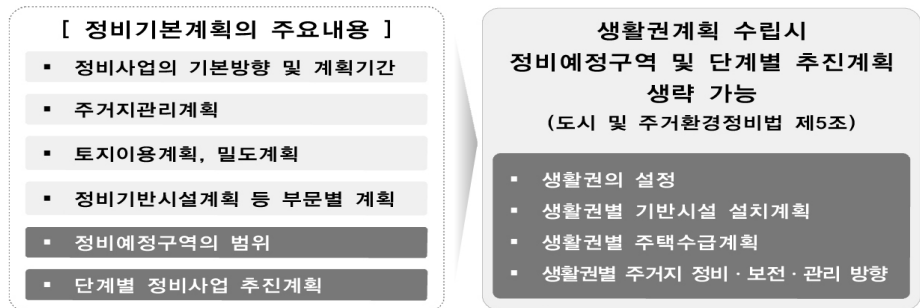 [ 정비기본계획의 주요내용 ]
▪ 정비사업의 기본방향 및 계획기간
▪ 주거지관리계획
▪ 토지이용계획, 밀도계획
▪ 정비기반시설계획 등 부문별 계획
▪ 정비예정구역의 범위
▪ 단계별 정비사업 추진계획
생활권계획 수립시
정비예정구역 및 단계별 추진계획
생략 가능
(도시 및 주거환경정비법 제5조)
▪ 생활권의 설정
▪ 생활권별 기반시설 설치계획
▪ 생활권별 주택수급계획
▪ 생활권별 주거지 정비·보전·관리 방향